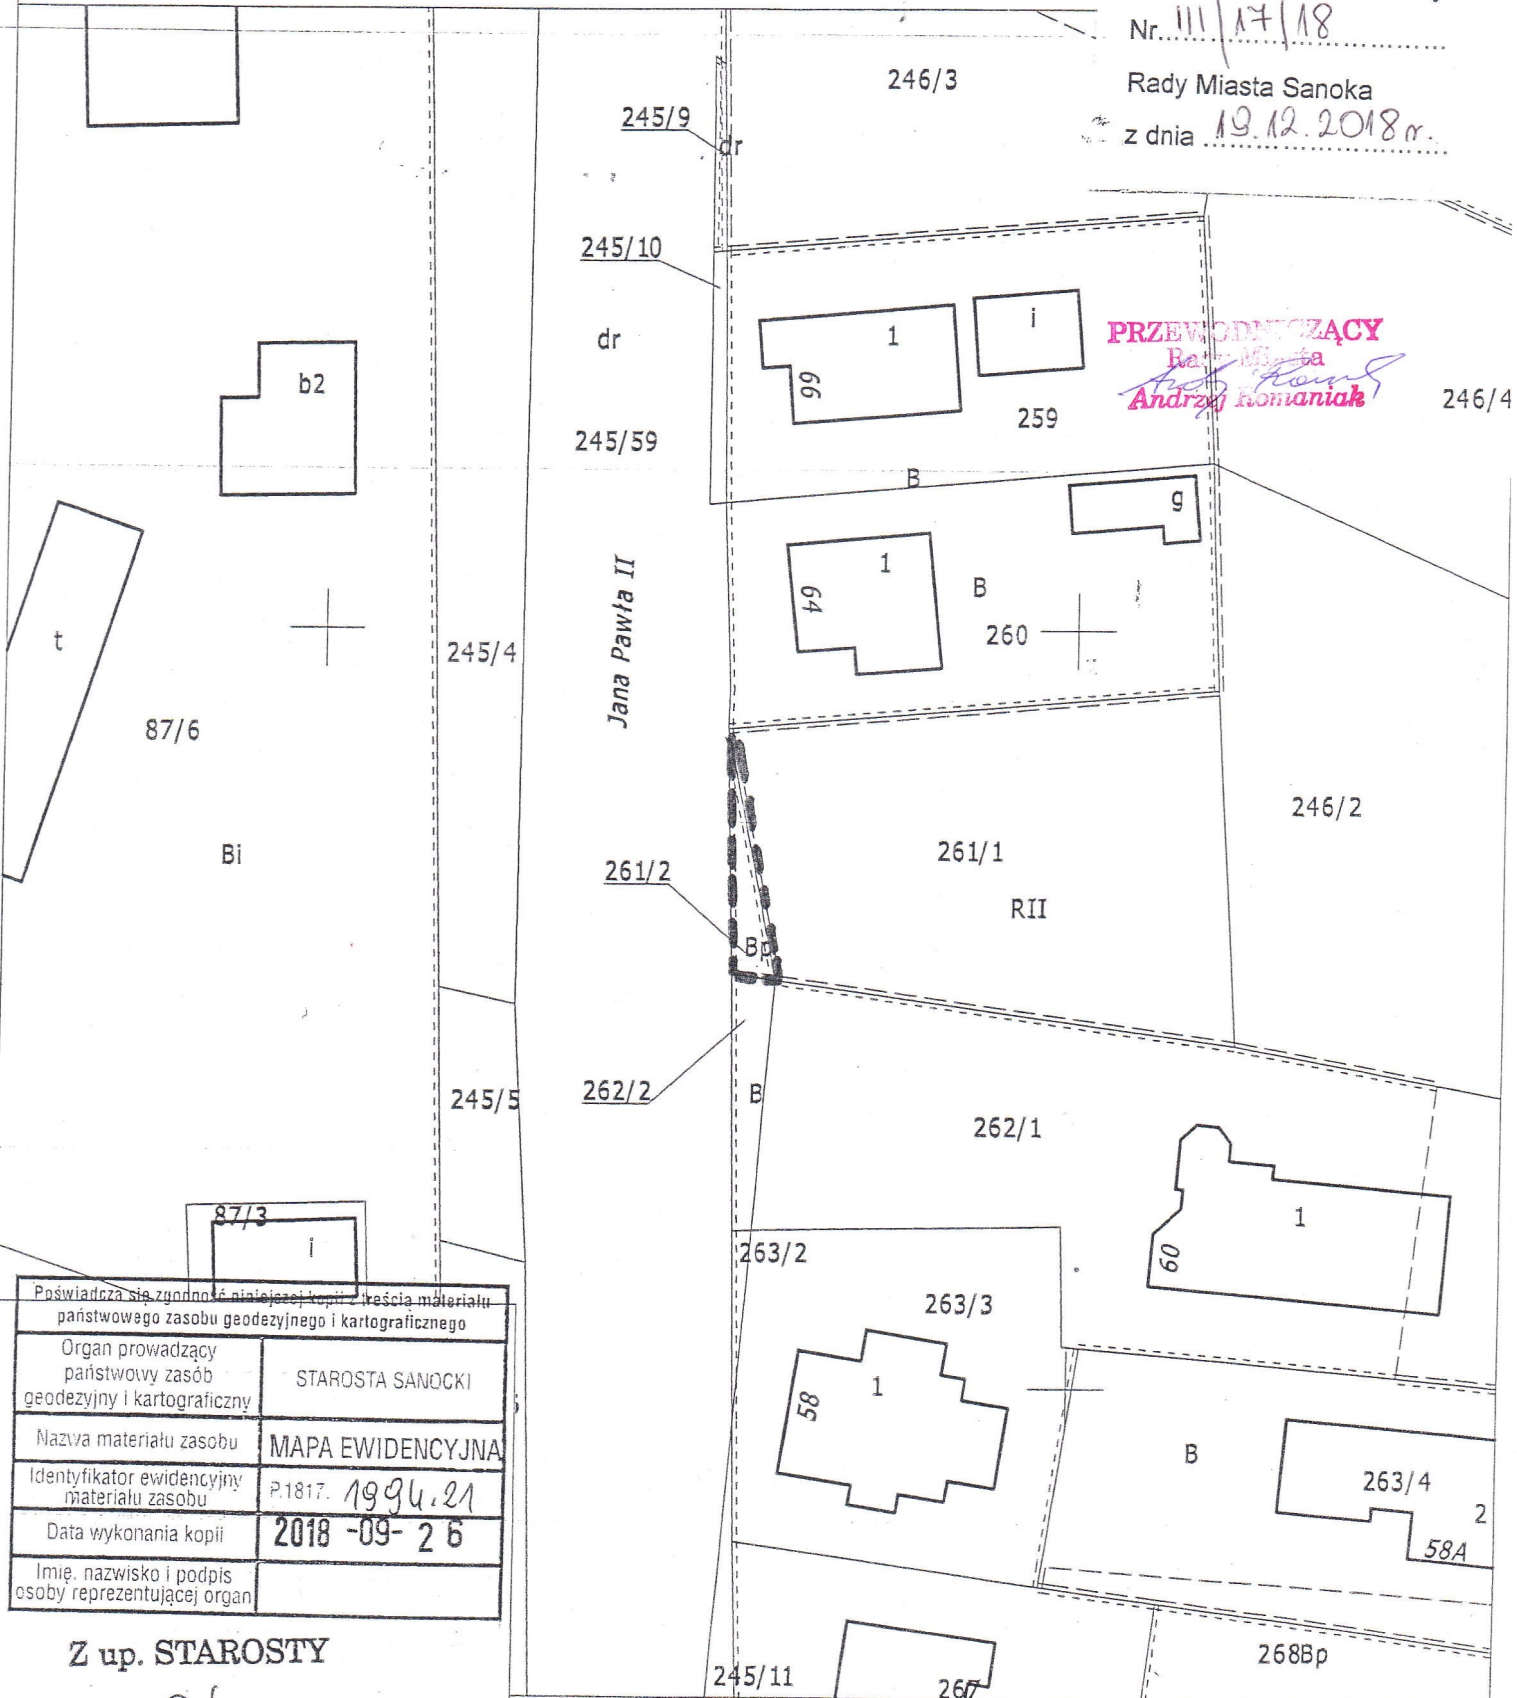 Nr. III/17/18
Rady Miasta Sanoka
z dnia 19.12.2018 r.
246/3
245/9
dr
245/10
dr
1
i
66
259
PRZEWODNICZĄCY
Rady Miasta
Andrzej Romaniak
246/4
b2
245/59
B
g
1
64
B
260
Jana Pawła II
t
245/4
87/6
246/2
Bi
261/1
261/2
RII
Bp
245/5
262/2
B
262/1
87/3
i
1
60
263/2
263/3
1
58
B
263/4
2
58A
Poświadcza się zgodność niniejszej kopii z treścią materiału
państwowego zasobu geodezyjnego i kartograficznego
Organ prowadzący
państwowy zasób
geodezyjny i kartograficzny
STAROSTA SANOCKI
Nazwa materiału zasobu
MAPA EWIDENCYJNA
Identyfikator ewidencyjny
materiału zasobu
P.1817. 1994.21
Data wykonania kopii
2018 -09- 26
Imię, nazwisko i podpis
osoby reprezentującej organ
Z up. STAROSTY
245/11
267
268Bp